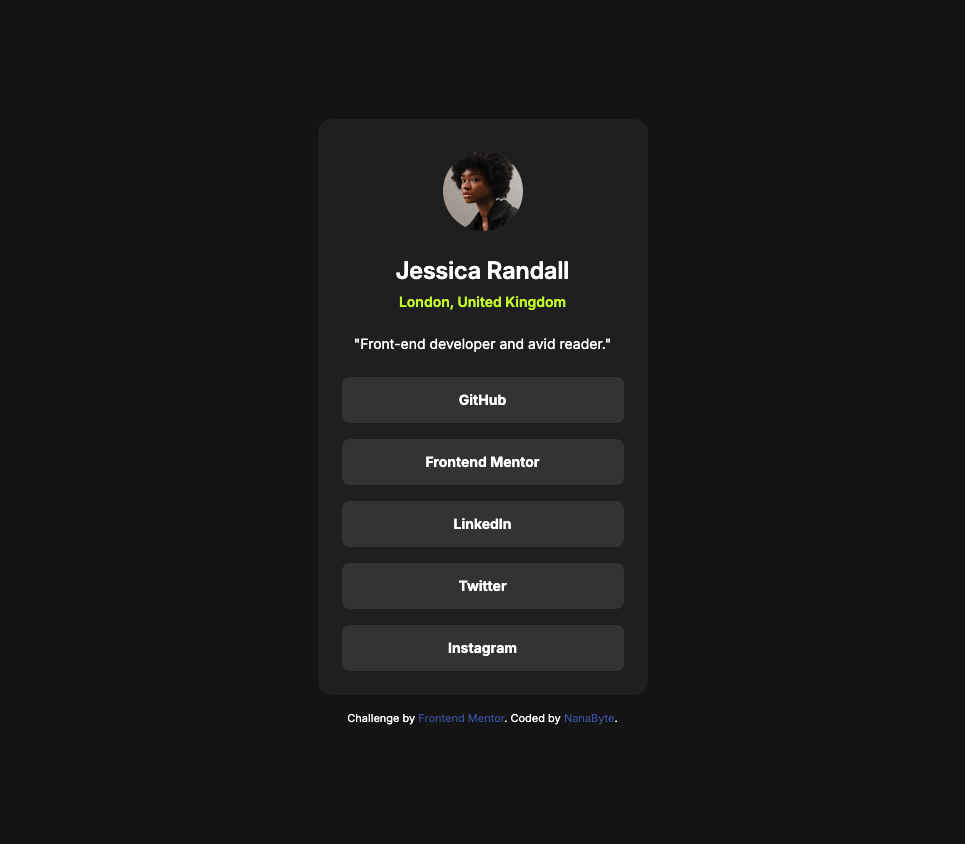 Jessica Randall
London, United Kingdom
"Front-end developer and avid reader."
GitHub
Frontend Mentor
LinkedIn
Twitter
Instagram
Challenge by Frontend Mentor. Coded by NanaByte.